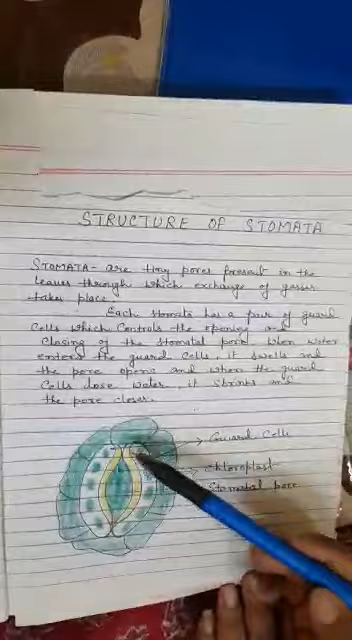 STRUCTURE OF STOMATA
STOMATA - are tiny pores present in the
leaves through which exchange of gasses
takes place.
Each stomata has a pair of guard
cells which controls the opening and
closing of the stomatal pore. When water
enters the guard cells, it swells and
the pore opens and when the guard
cells lose water, it shrinks and
the pore closes.
Guard Cells
chloroplast
Stomatal pore